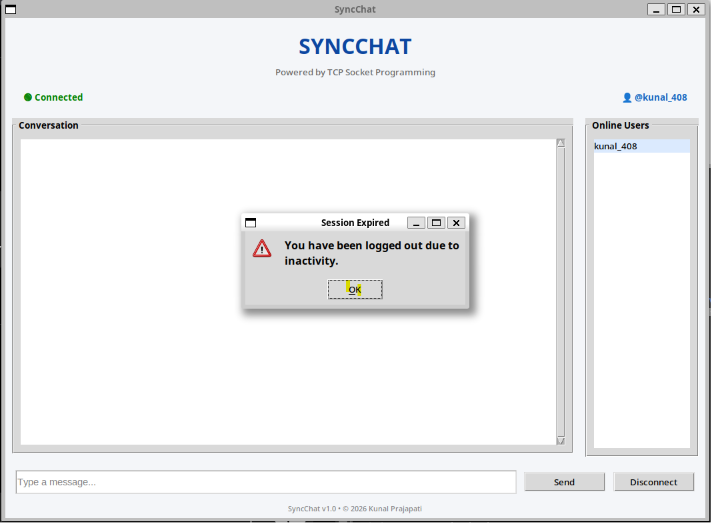 SyncChat
SYNCCHAT
Powered by TCP Socket Programming
Connected
@kunal_408
Conversation
Online Users
kunal_408
Session Expired
You have been logged out due to
inactivity.
OK
Type a message...
Send
Disconnect
SyncChat v1.0 • © 2026 Kunal Prajapati